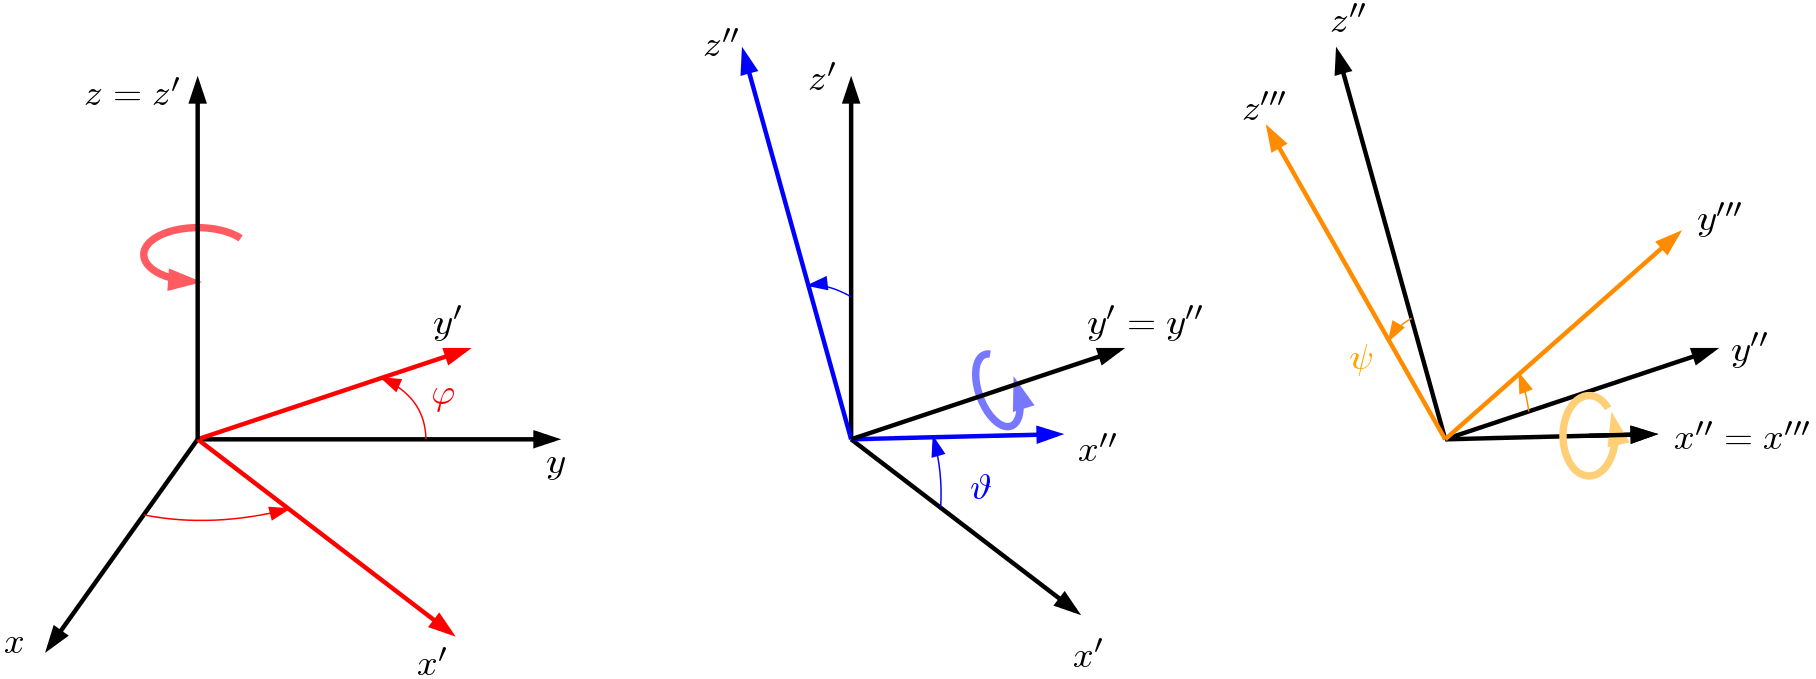 z = z′
y′
φ
y
x
x′
z″
z′
y′ = y″
x″
ϑ
x′
z″
z‴
y‴
ψ
y″
x″ = x‴